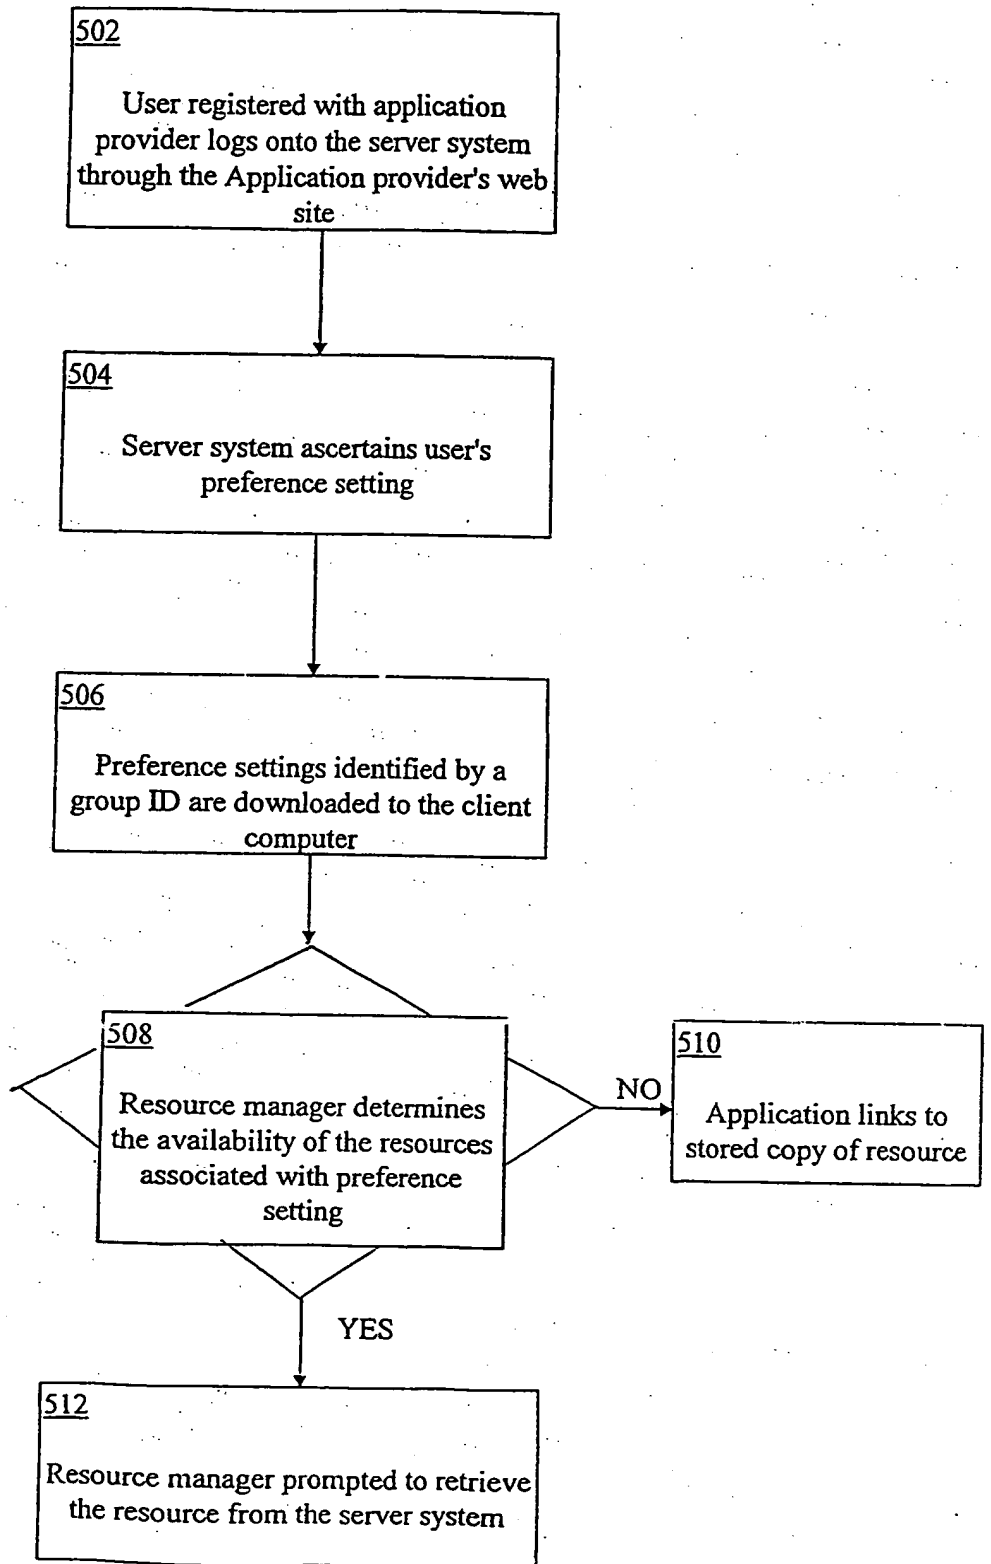 502
User registered with application
provider logs onto the server system
through the Application provider's web
site
504
Server system ascertains user's
preference setting
506
Preference settings identified by a
group ID are downloaded to the client
computer
508
Resource manager determines
the availability of the resources
associated with preference
setting
NO
510
Application links to
stored copy of resource
YES
512
Resource manager prompted to retrieve
the resource from the server system